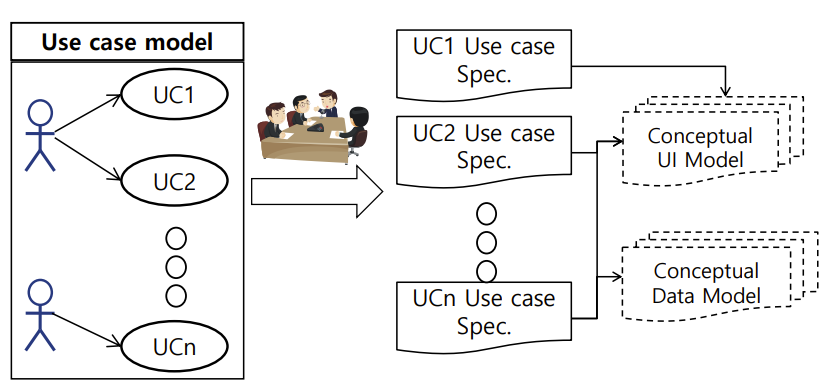 Use case model
UC1
UC2
UCn
UC1 Use case
Spec.
UC2 Use case
Spec.
UCn Use case
Spec.
Conceptual
UI Model
Conceptual
Data Model